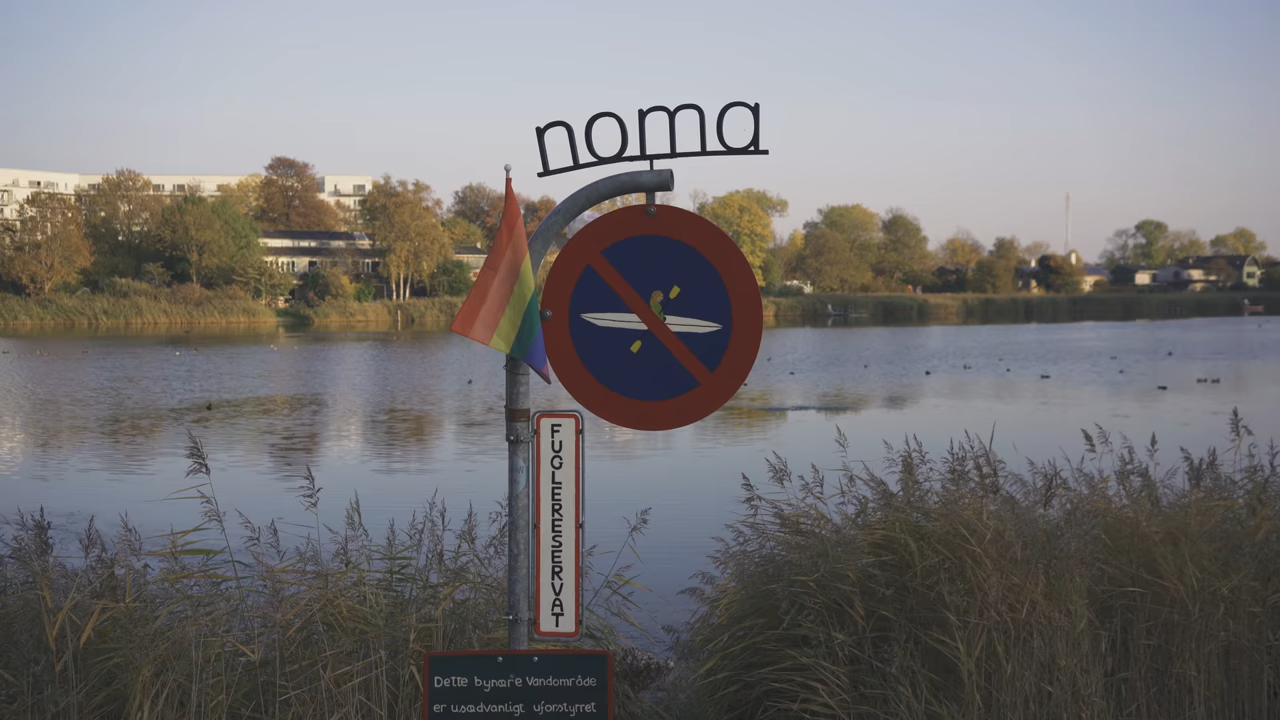 noma
FUGLERESERVAT
Dette bynære Vandområde
er usædvanligt uforstyrret